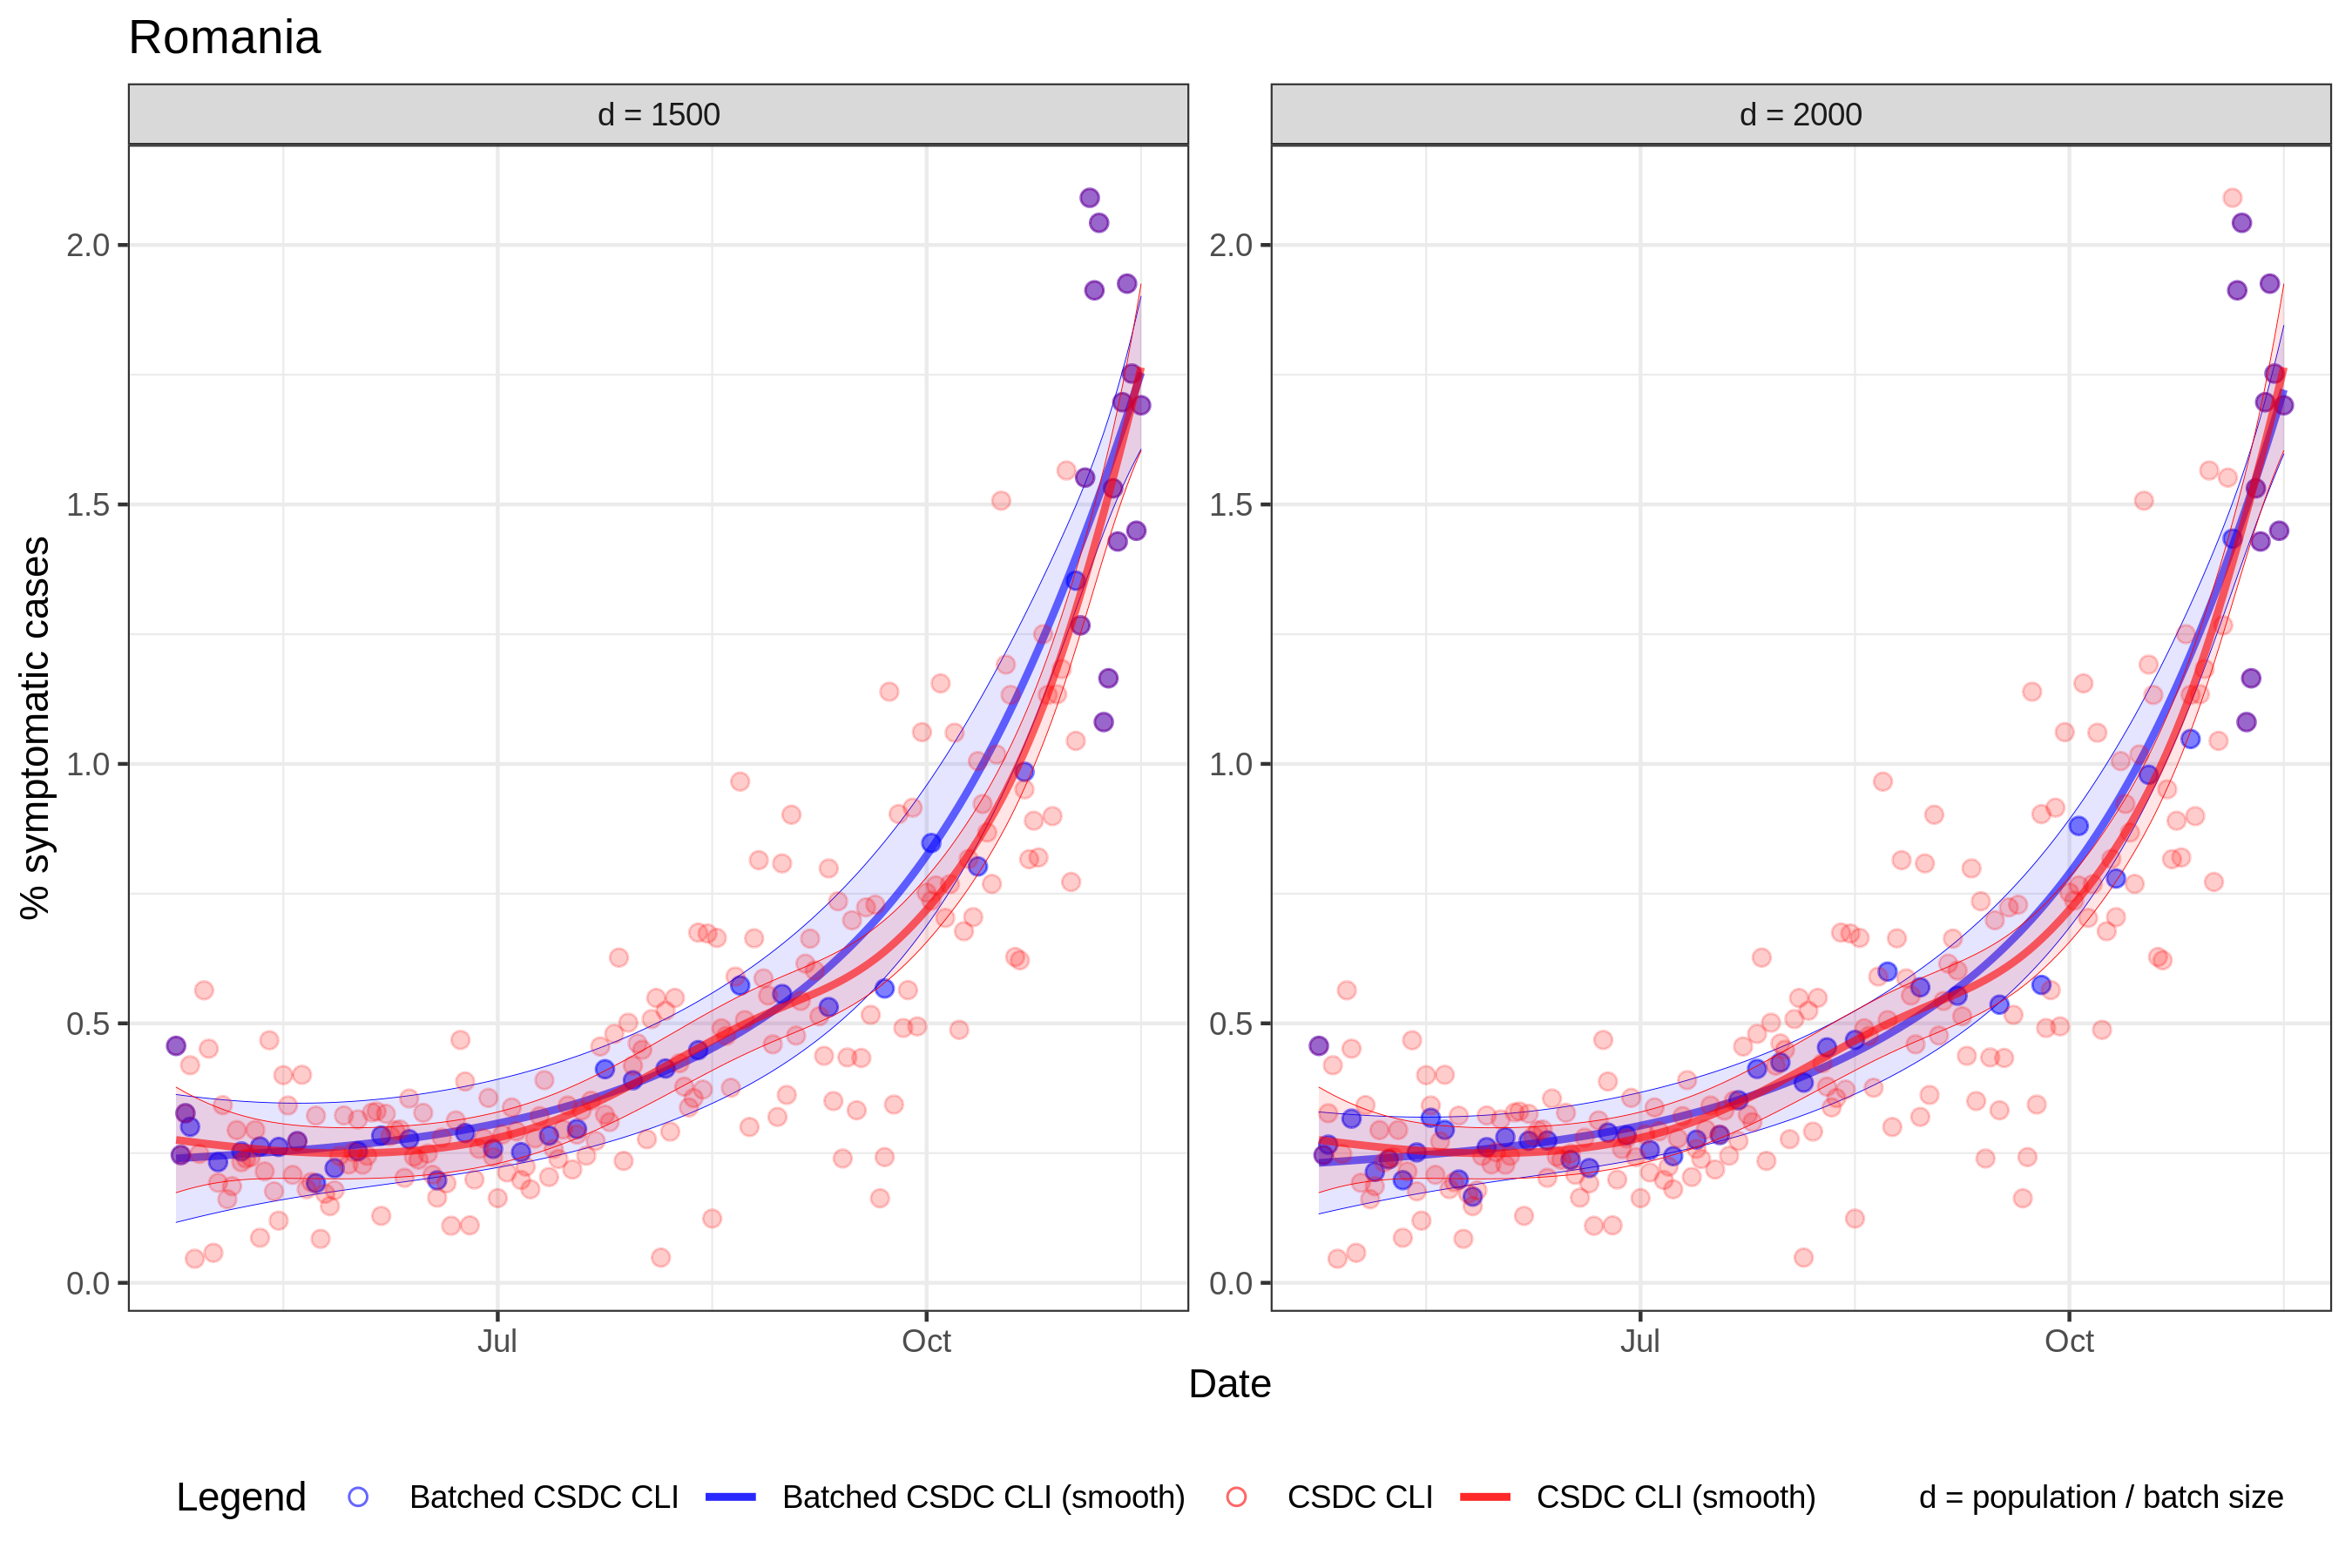 Romania
d = 1500
d = 2000
% symptomatic cases
2.0
1.5
1.0
0.5
0.0
2.0
1.5
1.0
0.5
0.0
Jul
Oct
Jul
Oct
Date
Legend
Batched CSDC CLI
Batched CSDC CLI (smooth)
CSDC CLI
CSDC CLI (smooth)
d = population / batch size